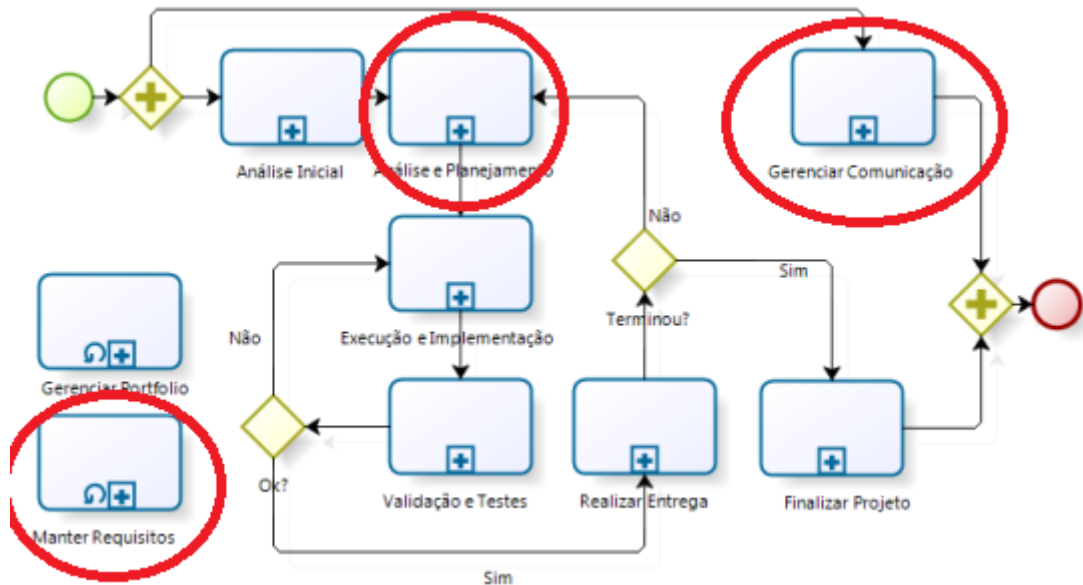 Análise Inicial
Análise e Planejamento
Gerenciar Comunicação
Não
Sim
Terminou?
Não
Execução e Implementação
Gerenciar Portfolio
Ok?
Validação e Testes
Realizar Entrega
Finalizar Projeto
Manter Requisitos
Sim